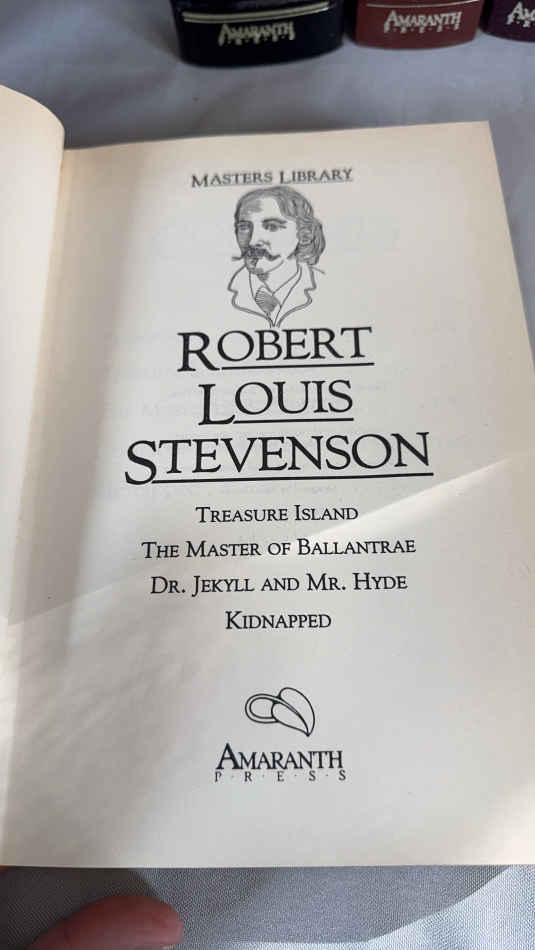 AMARANTH
P·R·E·S·S
AMARANTH
P·R·E·S·S
MASTERS LIBRARY
ROBERT
LOUIS
STEVENSON
TREASURE ISLAND
THE MASTER OF BALLANTRAE
DR. JEKYLL AND MR. HYDE
KIDNAPPED
AMARANTH
P·R·E·S·S